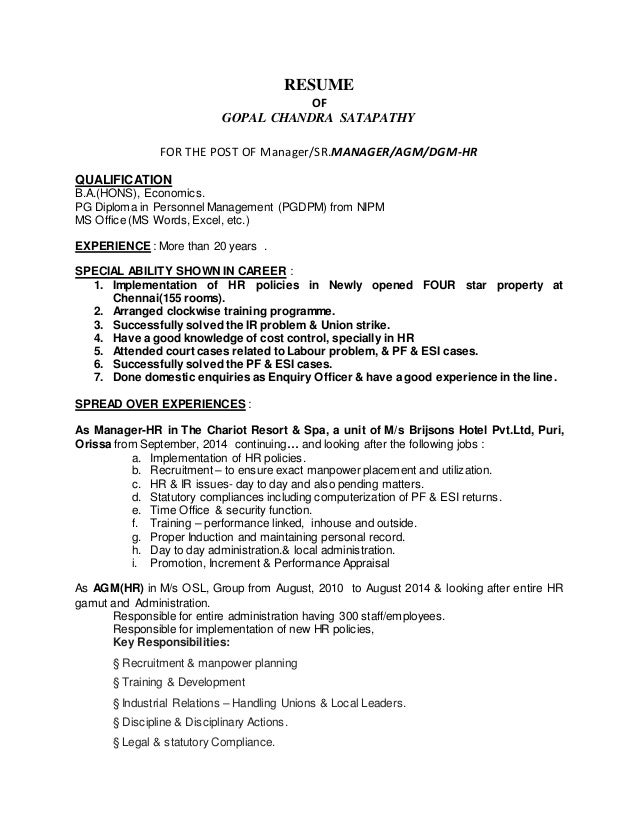 RESUME
OF
GOPAL CHANDRA SATAPATHY
FOR THE POST OF Manager/SR.MANAGER/AGM/DGM-HR
QUALIFICATION
B.A.(HONS), Economics.
PG Diploma in Personnel Management (PGDPM) from NIPM
MS Office (MS Words, Excel, etc.)
EXPERIENCE : More than 20 years .
SPECIAL ABILITY SHOWN IN CAREER :
1. Implementation of HR policies in Newly opened FOUR star property at
Chennai(155 rooms).
2. Arranged clockwise training programme.
3. Successfully solved the IR problem & Union strike.
4. Have a good knowledge of cost control, specially in HR
5. Attended court cases related to Labour problem, & PF & ESI cases.
6. Successfully solved the PF & ESI cases.
7. Done domestic enquiries as Enquiry Officer & have a good experience in the line.
SPREAD OVER EXPERIENCES :
As Manager-HR in The Chariot Resort & Spa, a unit of M/s Brijsons Hotel Pvt.Ltd, Puri,
Orissa from September, 2014 continuing... and looking after the following jobs :
a. Implementation of HR policies.
b. Recruitment – to ensure exact manpower placement and utilization.
c. HR & IR issues- day to day and also pending matters.
d. Statutory compliances including computerization of PF & ESI returns.
e. Time Office & security function.
f. Training – performance linked, inhouse and outside.
g. Proper Induction and maintaining personal record.
h. Day to day administration.& local administration.
i. Promotion, Increment & Performance Appraisal
As AGM(HR) in M/s OSL, Group from August, 2010 to August 2014 & looking after entire HR
gamut and Administration.
Responsible for entire administration having 300 staff/employees.
Responsible for implementation of new HR policies,
Key Responsibilities:
§ Recruitment & manpower planning
§ Training & Development
§ Industrial Relations – Handling Unions & Local Leaders.
§ Discipline & Disciplinary Actions.
§ Legal & statutory Compliance.